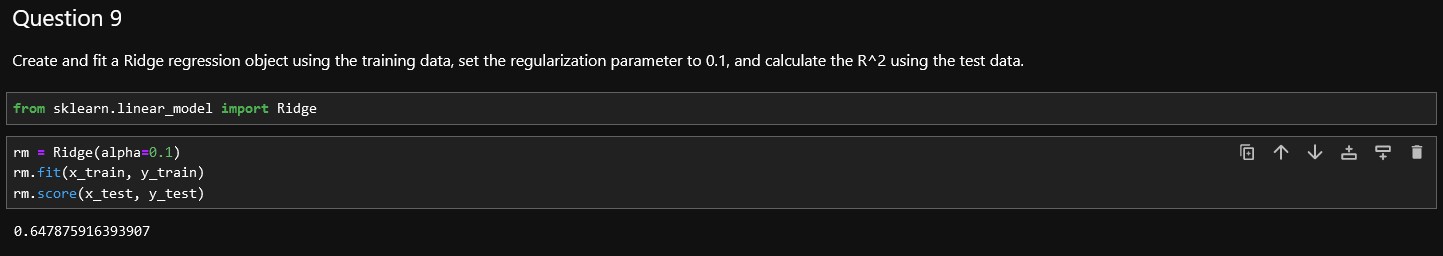 Question 9
Create and fit a Ridge regression object using the training data, set the regularization parameter to 0.1, and calculate the R^2 using the test data.
from sklearn.linear_model import Ridge
rm = Ridge(alpha=0.1)
rm.fit(x_train, y_train)
rm.score(x_test, y_test)
0.647875916393907